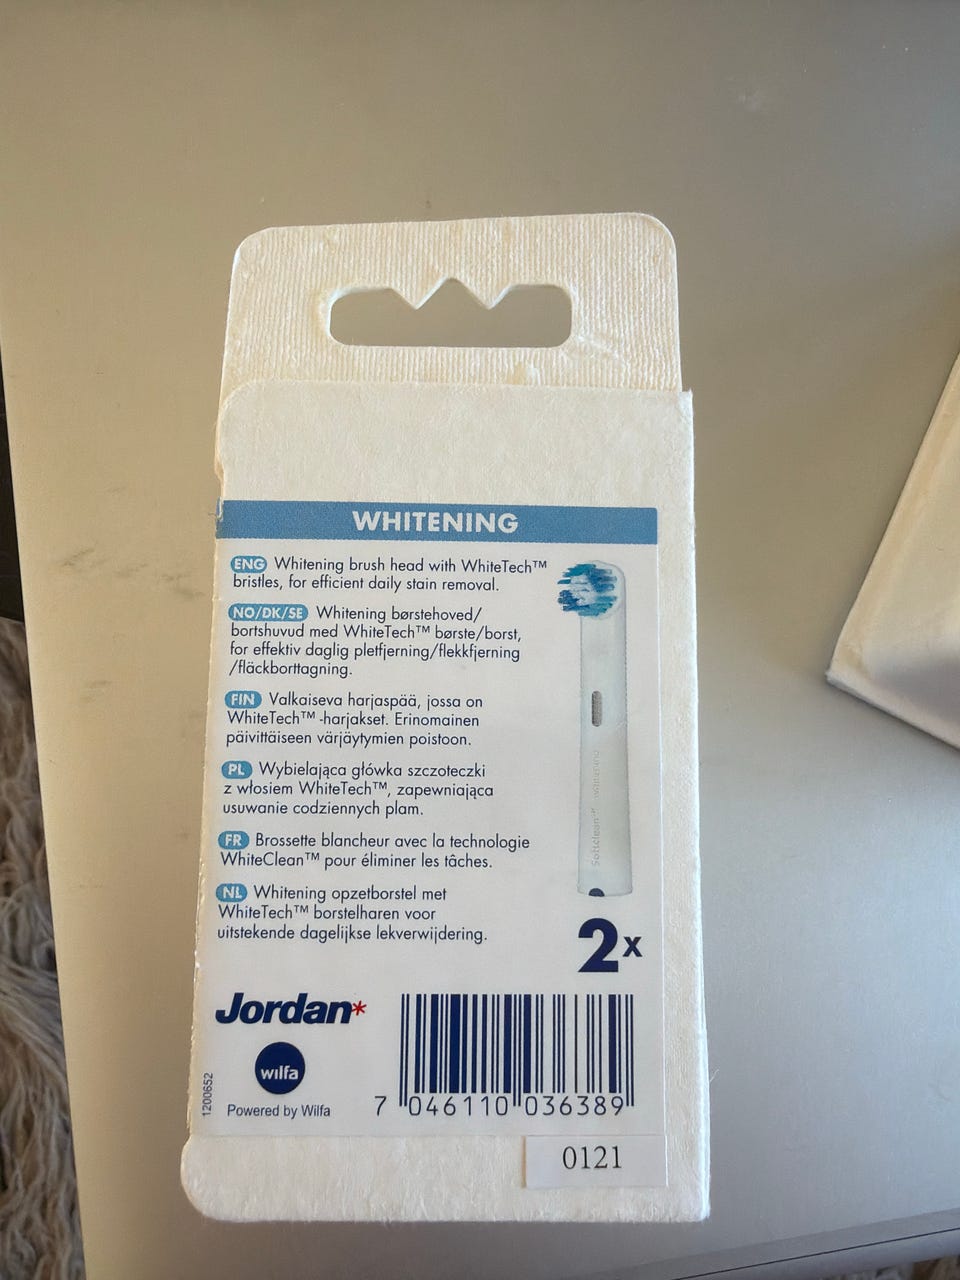 WHITENING
ENG Whitening brush head with WhiteTech™
bristles, for efficient daily stain removal.
NO/DK/SE Whitening børstehoved/
bortshuvud med WhiteTech™ børste/borst,
for effektiv daglig pletfjerning/flekkfjerning
/fläckborttagning.
FIN Valkaiseva harjaspää, jossa on
WhiteTech™ -harjakset. Erinomainen
päivittäiseen värjäytymien poistoon.
PL Wybielająca główka szczoteczki
z włosiem WhiteTech™, zapewniająca
usuwanie codziennych plam.
FR Brossette blancheur avec la technologie
WhiteClean™ pour éliminer les tâches.
NL Whitening opzetborstel met
WhiteTech™ borstelharen voor
uitstekende dagelijkse lekverwijdering.
Softclean™ whitening
2x
Jordan*
wilfa
Powered by Wilfa
1200652
7 046110 036389
0121